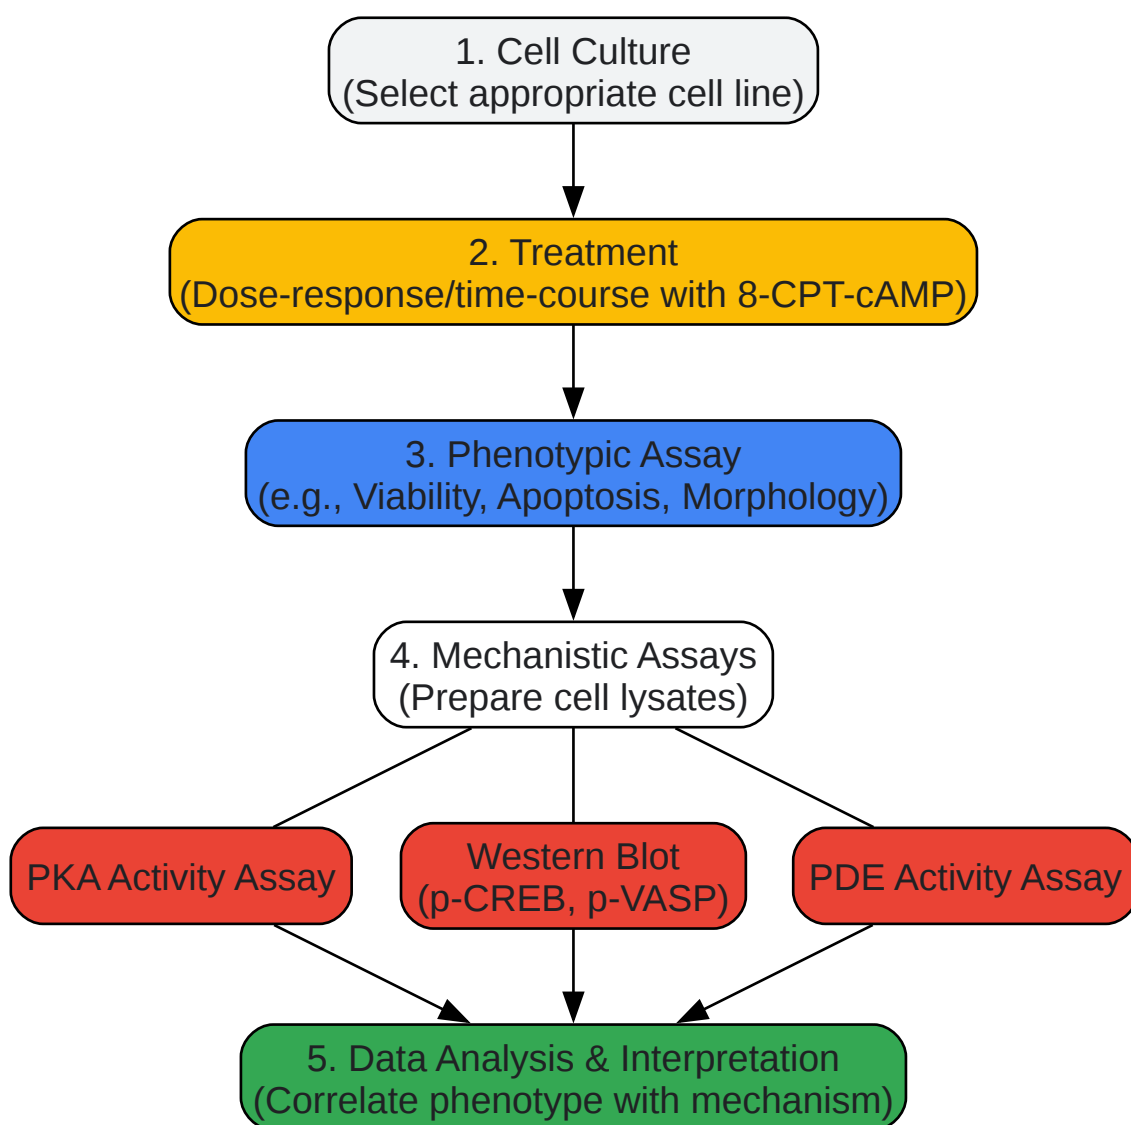 1. Cell Culture
(Select appropriate cell line)
2. Treatment
(Dose-response/time-course with 8-CPT-cAMP)
3. Phenotypic Assay
(e.g., Viability, Apoptosis, Morphology)
4. Mechanistic Assays
(Prepare cell lysates)
PKA Activity Assay
Western Blot
(p-CREB, p-VASP)
PDE Activity Assay
5. Data Analysis & Interpretation
(Correlate phenotype with mechanism)